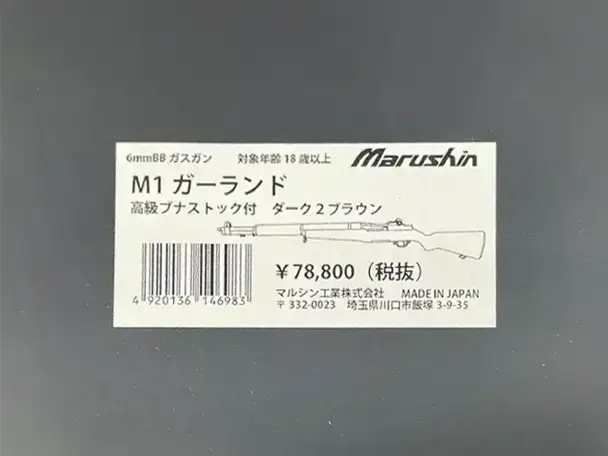 6mmBB ガスガン 対象年齢 18 歳以上 Marushin
M1 ガーランド
高級ブナストック付 ダーク 2 ブラウン
￥78,800（税抜）
4 920136 146983
マルシン工業株式会社 MADE IN JAPAN
〒 332-0023 埼玉県川口市飯塚 3-9-35